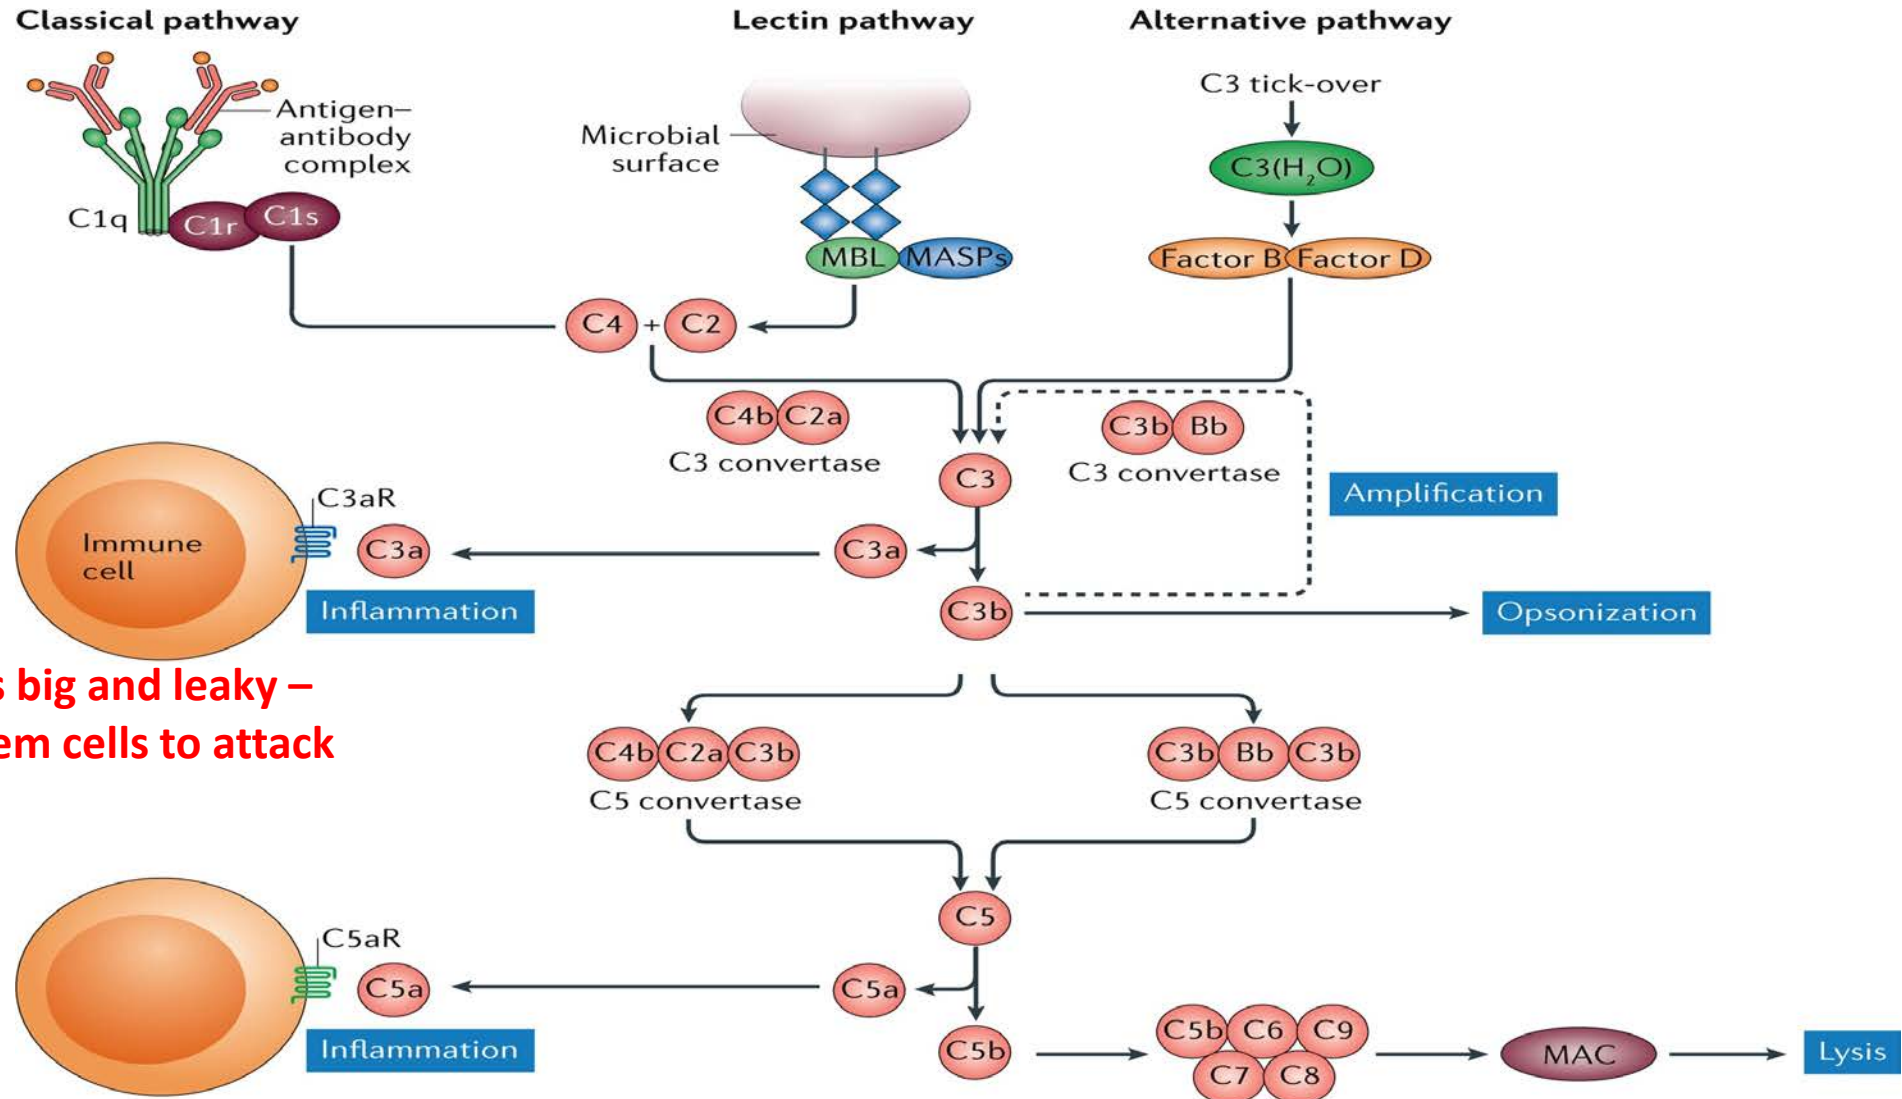 Classical pathway
Lectin pathway
Alternative pathway
Antigen–
antibody
complex
C1q
C1r
C1s
Microbial
surface
MBL
MASPs
C3 tick-over
C3(H₂O)
Factor B
Factor D
C4 + C2
C4b C2a
C3 convertase
C3b Bb
C3 convertase
C3
Amplification
C3aR
Immune
cell
C3a
C3a
Inflammation
C3b
Opsonization
s big and leaky –
em cells to attack
C4b C2a C3b
C5 convertase
C3b Bb C3b
C5 convertase
C5
C5aR
C5a
C5a
Inflammation
C5b
C5b C6 C9
C7 C8
MAC
Lysis